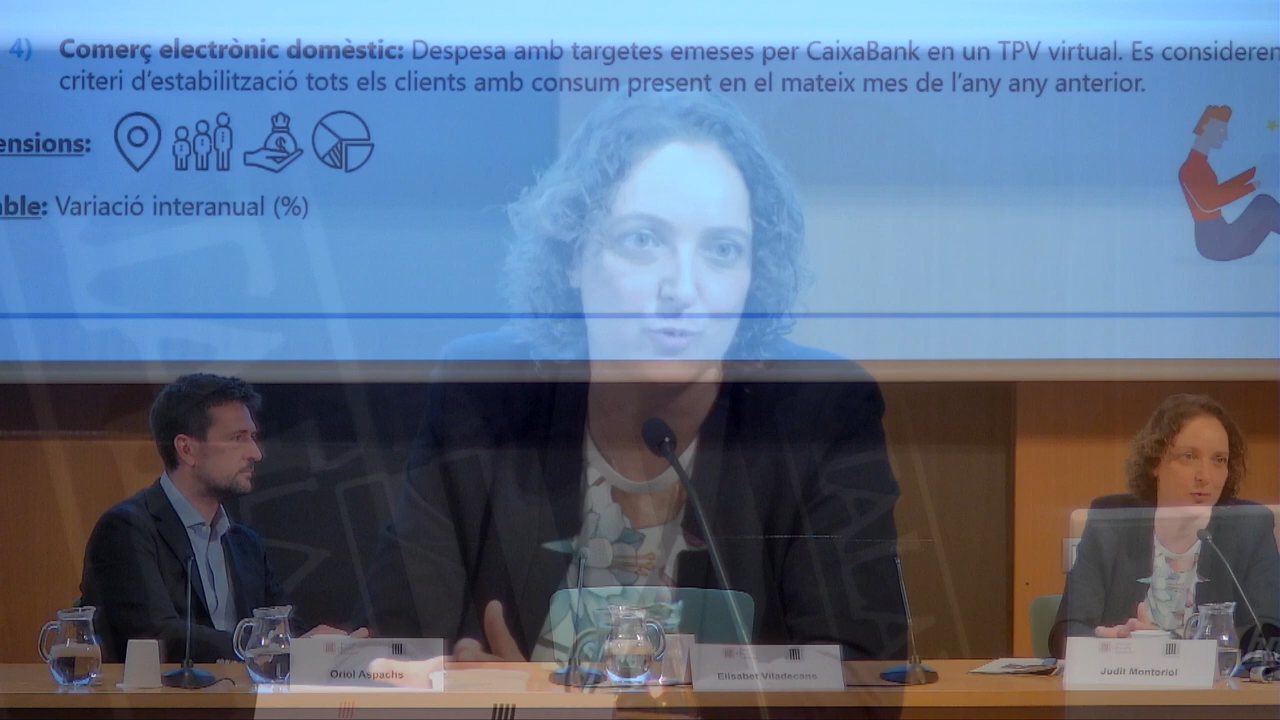 4) Comerç electrònic domèstic: Despesa amb targetes emeses per CaixaBank en un TPV virtual. Es consideren
criteri d'estabilització tots els clients amb consum present en el mateix mes de l'any any anterior.
ensions:
able: Variació interanual (%)
Oriol Aspachs
Elisabet Viladecans
Judit Montoriol